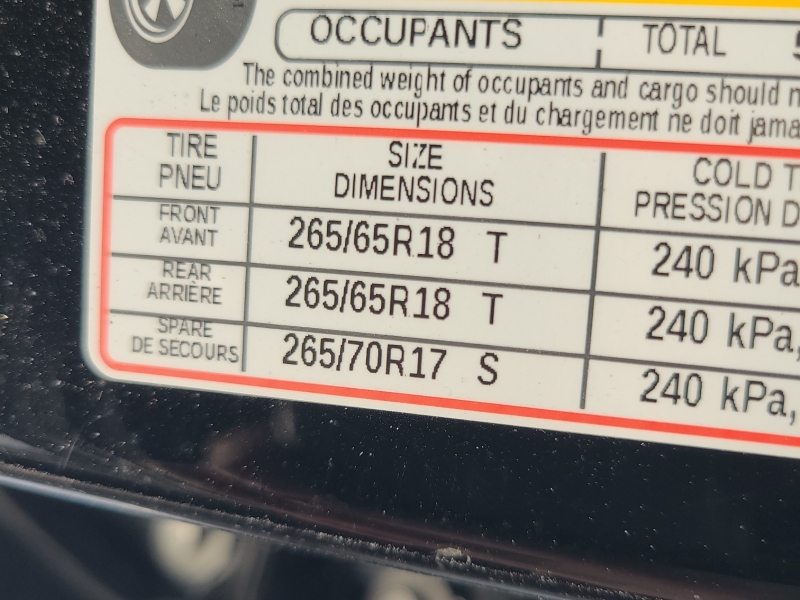 OCCUPANTS TOTAL
The combined weight of occupants and cargo should
Le poids total des occupants et du chargement ne doit jama
TIRE SIZE COLD T
PNEU DIMENSIONS PRESSION D
FRONT
AVANT 265/65R18 T 240 kPa
REAR
ARRIÈRE 265/65R18 T 240 kPa,
SPARE
DE SECOURS 265/70R17 S 240 kPa,